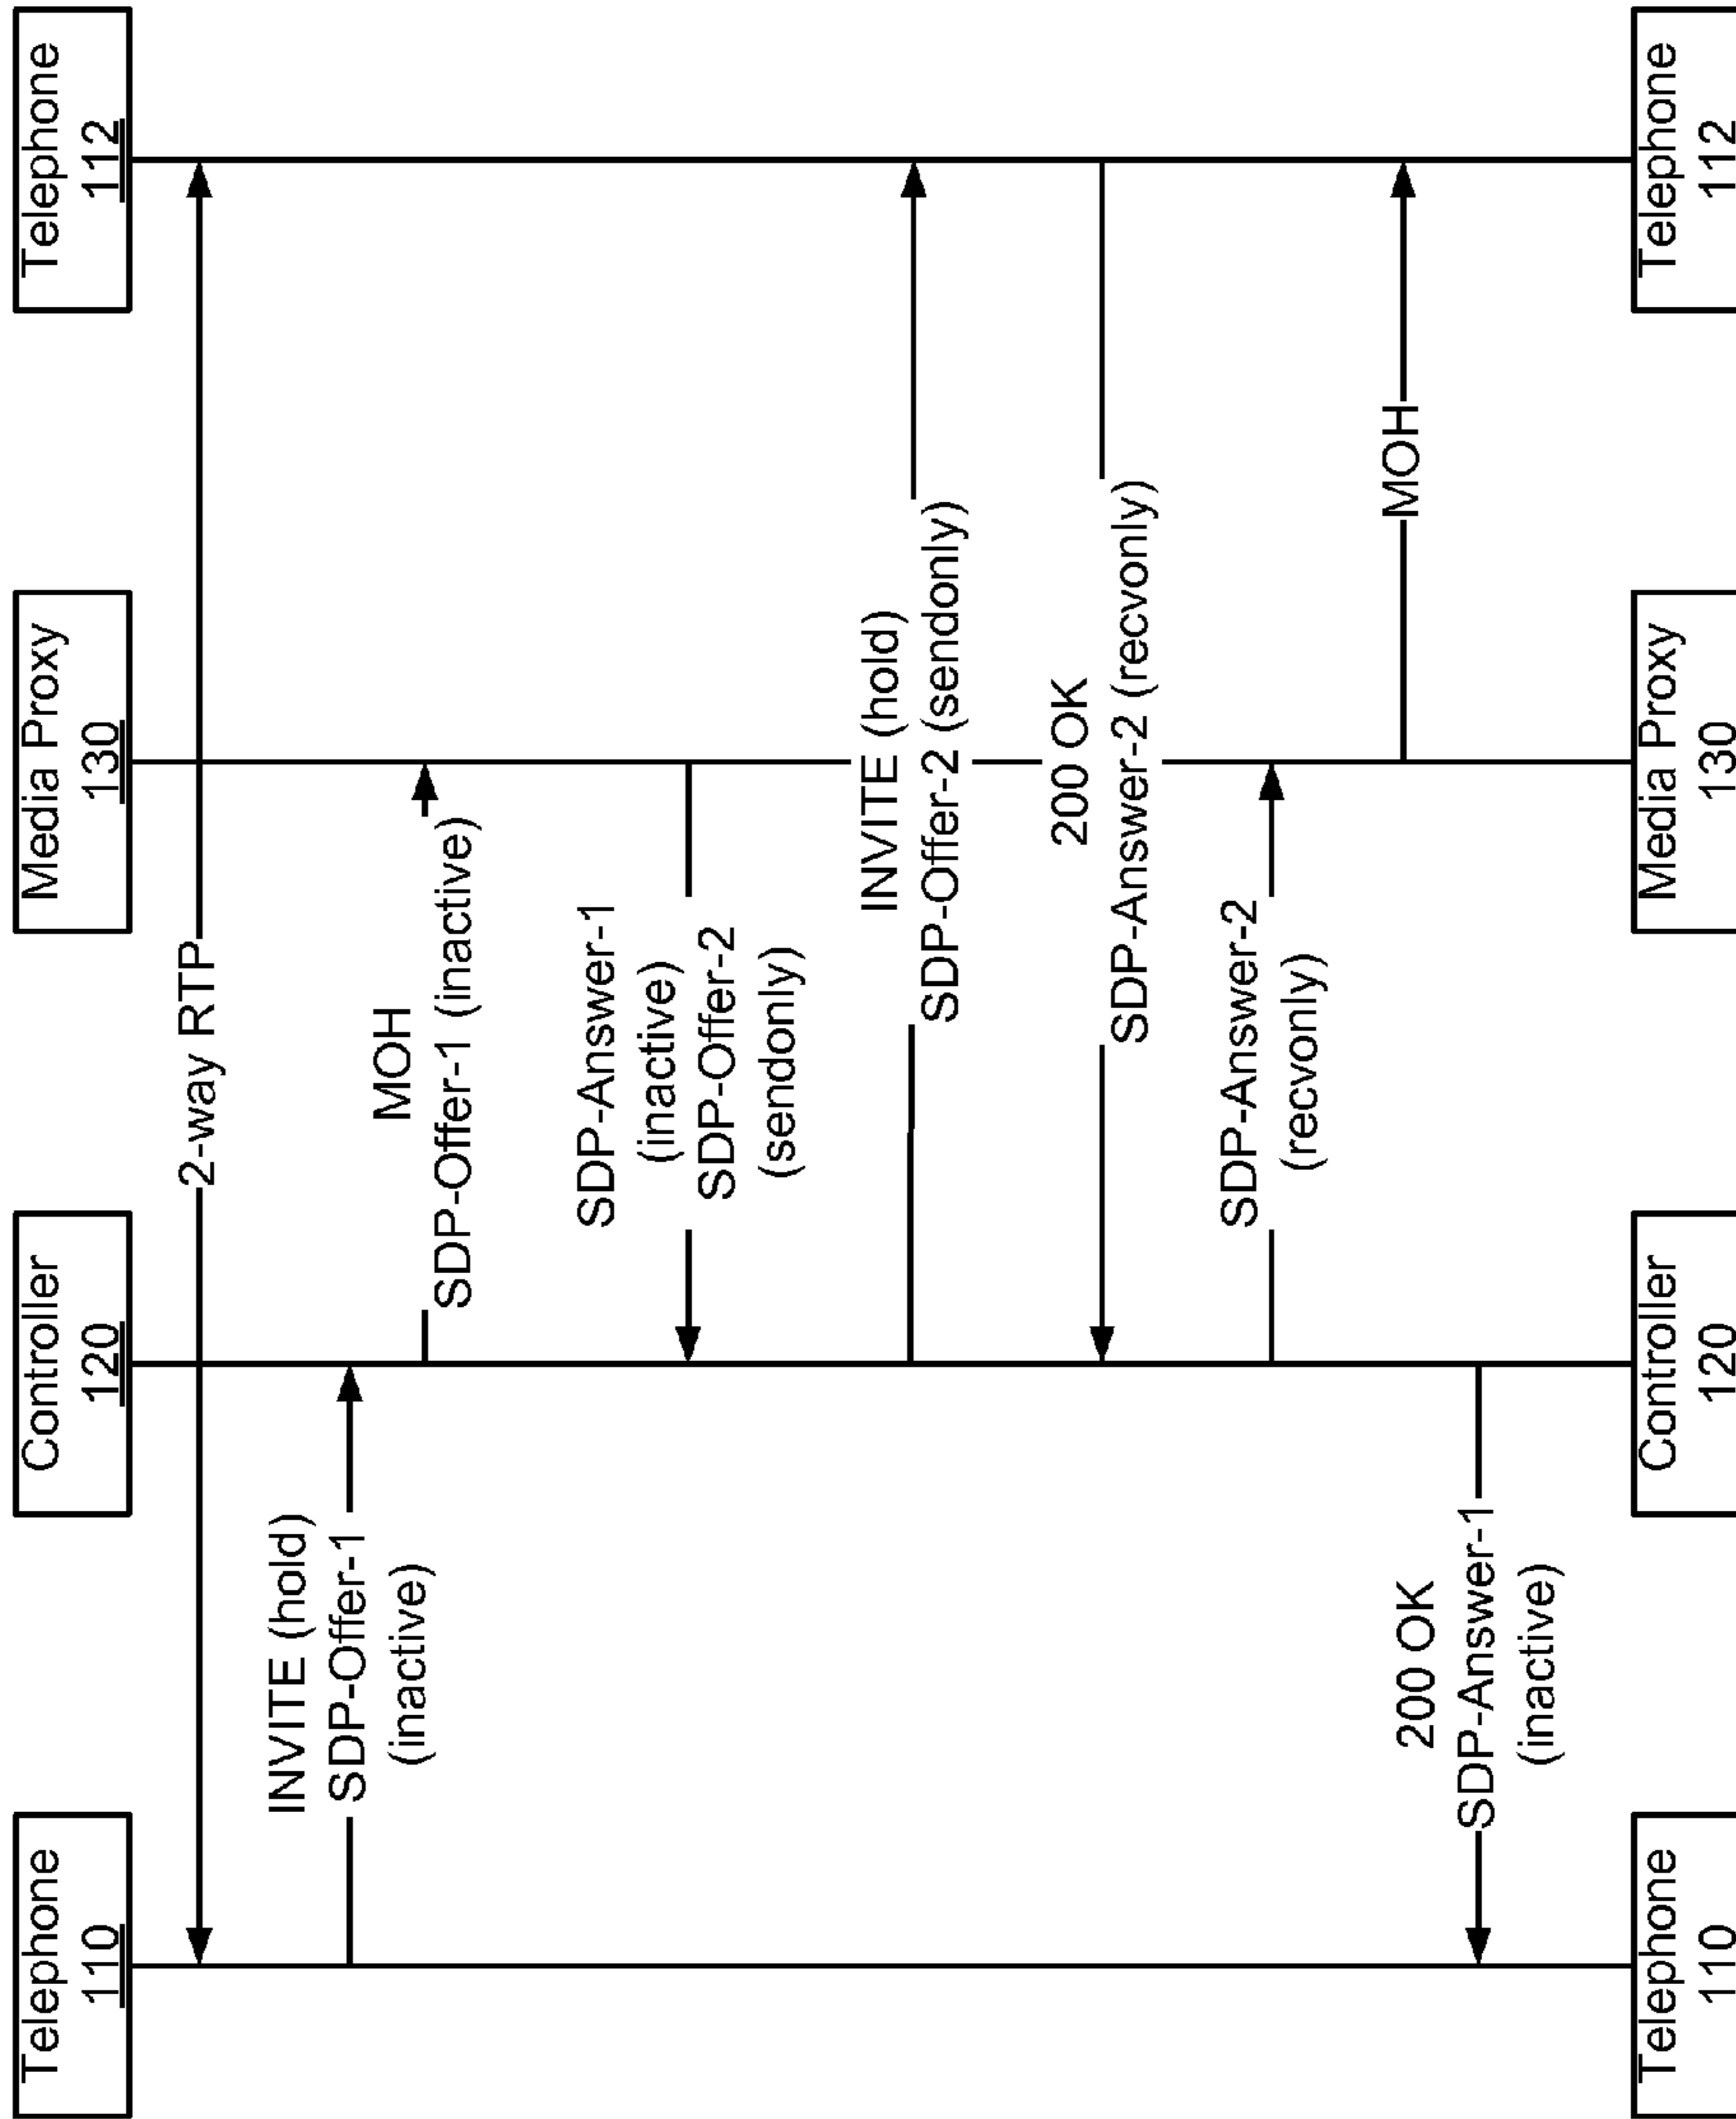 Telephone
110
Controller
120
Media Proxy
130
Telephone
112
2-way RTP
INVITE (hold)
SDP-Offer-1
(inactive)
MOH
SDP-Offer-1 (inactive)
SDP-Answer-1
(inactive)
SDP-Offer-2
(sendonly)
INVITE (hold)
SDP-Offer-2 (sendonly)
200 OK
SDP-Answer-2 (recvonly)
SDP-Answer-2
(recvonly)
MOH
200 OK
SDP-Answer-1
(inactive)
Telephone
110
Controller
120
Media Proxy
130
Telephone
112